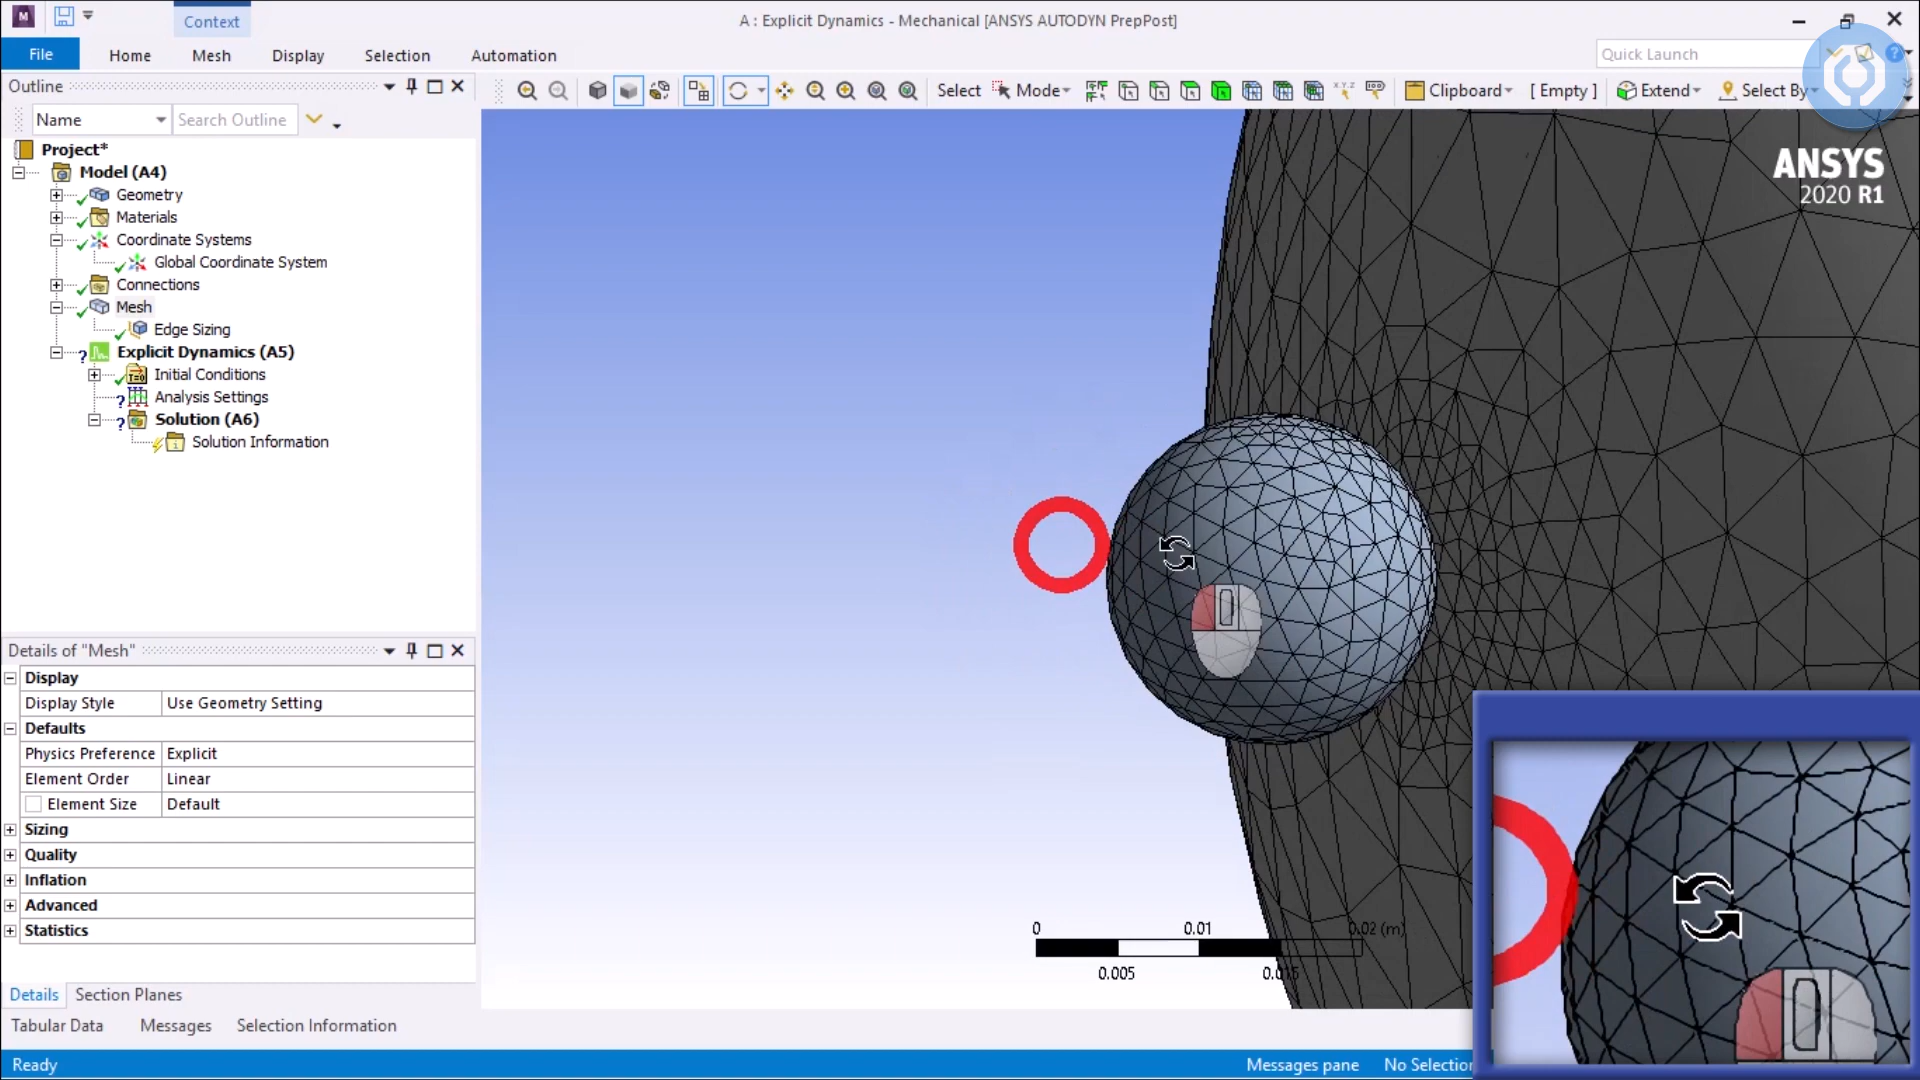 M
Context
A : Explicit Dynamics - Mechanical [ANSYS AUTODYN PrepPost]
File
Home
Mesh
Display
Selection
Automation
Quick Launch
Outline
Select
Mode
Clipboard
[ Empty ]
Extend
Select By
Name
Search Outline
Project*
Model (A4)
Geometry
Materials
Coordinate Systems
Global Coordinate System
Connections
Mesh
Edge Sizing
Explicit Dynamics (A5)
Initial Conditions
Analysis Settings
Solution (A6)
Solution Information
ANSYS
2020 R1
Details of "Mesh"
Display
Display Style Use Geometry Setting
Defaults
Physics Preference Explicit
Element Order Linear
Element Size Default
Sizing
Quality
Inflation
Advanced
Statistics
0 0.01 0.02 (m)
0.005 0.015
Details Section Planes
Tabular Data Messages Selection Information
Ready
Messages pane
No Selection